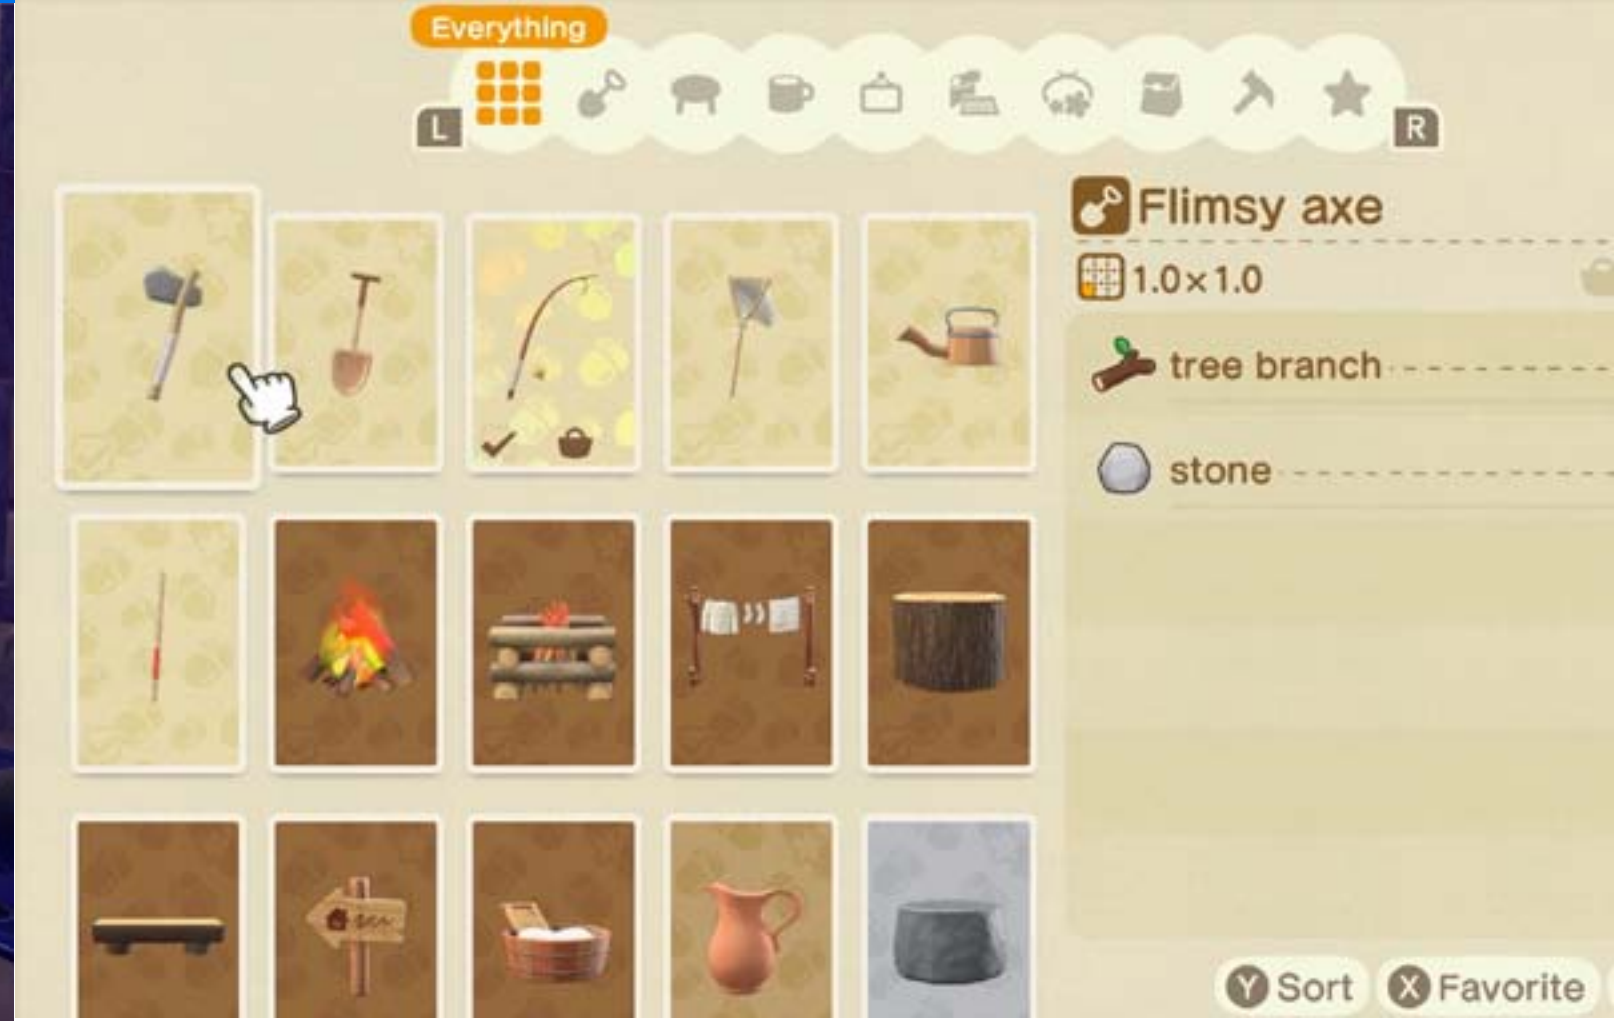 Everything
L
R
Flimsy axe
1.0×1.0
tree branch
stone
Y Sort
X Favorite